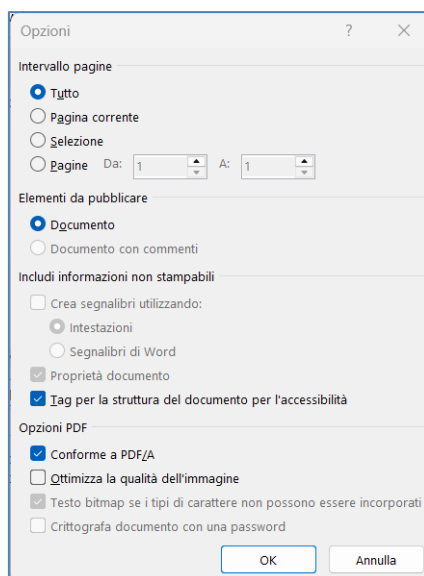 Opzioni
Intervallo pagine
Tutto
Pagina corrente
Selezione
Pagine Da: 1 A: 1
Elementi da pubblicare
Documento
Documento con commenti
Includi informazioni non stampabili
Crea segnalibri utilizzando:
Intestazioni
Segnalibri di Word
Proprietà documento
Tag per la struttura del documento per l'accessibilità
Opzioni PDF
Conforme a PDF/A
Ottimizza la qualità dell'immagine
Testo bitmap se i tipi di carattere non possono essere incorporati
Crittografa documento con una password
OK Annulla